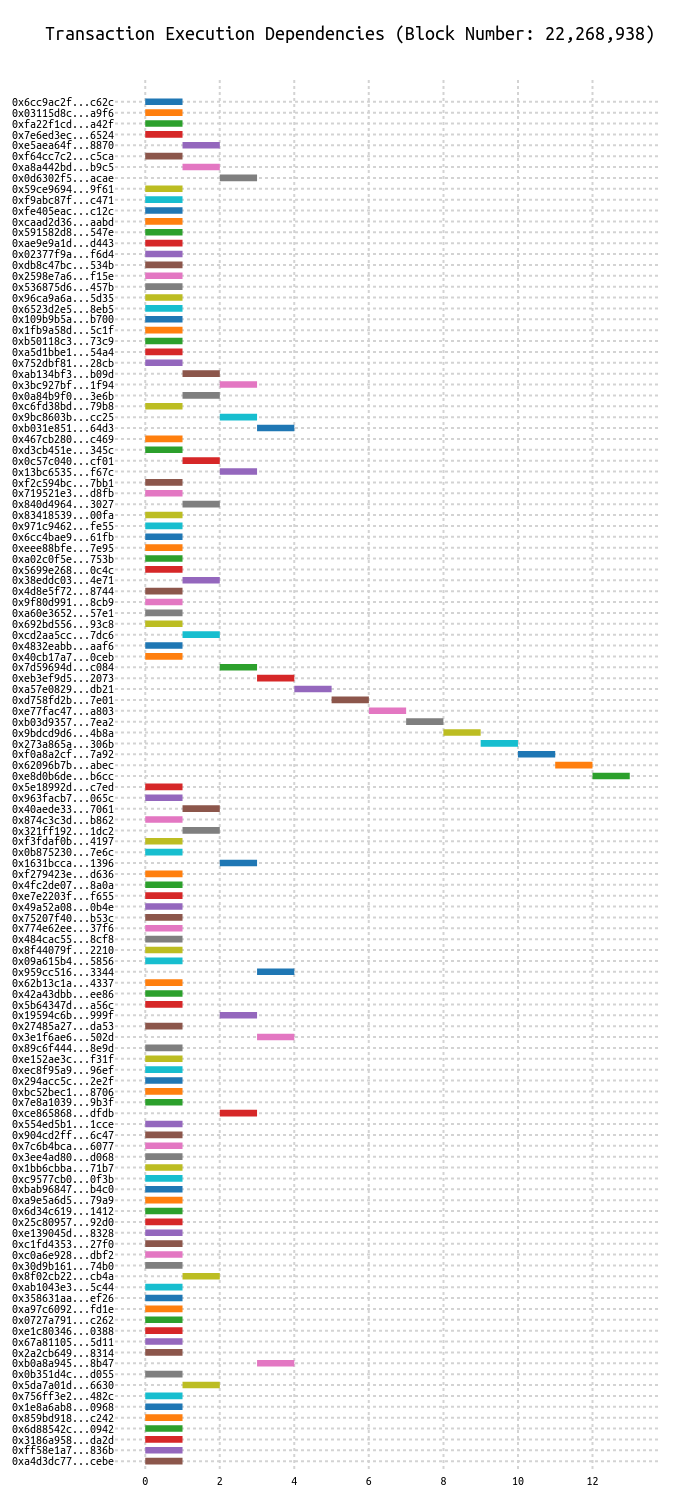 Transaction Execution Dependencies (Block Number: 22,268,938)
0x6cc9ac2f...c62c
0x03115d8c...a9f6
0xfa22f1cd...a42f
0x7e6ed3ec...6524
0xe5aea64f...8870
0xf64cc7c2...c5ca
0xa8a442bd...b9c5
0x0d6302f5...acae
0x59ce9694...9f61
0xf9abc87f...c471
0xfe405eac...c12c
0xcaad2d36...aabd
0x591582d8...547e
0xae9e9a1d...d443
0x02377f9a...f6d4
0xdb8c47bc...534b
0x2598e7a6...f15e
0x536875d6...457b
0x96ca9a6a...5d35
0x6523d2e5...8eb5
0x109b9b5a...b700
0x1fb9a58d...5c1f
0xb50118c3...73c9
0xa5d1bbe1...54a4
0x752dbf81...28cb
0xab134bf3...b09d
0x3bc927bf...1f94
0x0a84b9f0...3e6b
0xc6fd38bd...79b8
0x9bc8603b...cc25
0xb031e851...64d3
0x467cb280...c469
0xd3cb451e...345c
0x0c57c040...cf01
0x13bc6535...f67c
0xf2c594bc...7bb1
0x719521e3...d8fb
0x840d4964...3027
0x83418539...00fa
0x971c9462...fe55
0x6cc4bae9...61fb
0xeee88bfe...7e95
0xa02c0f5e...753b
0x5699e268...0c4c
0x38eddc03...4e71
0x4d8e5f72...8744
0x9f80d991...8cb9
0xa60e3652...57e1
0x692bd556...93c8
0xcd2aa5cc...7dc6
0x4832eabb...aaf6
0x40cb17a7...0ceb
0x7d59694d...c084
0xeb3ef9d5...2073
0xa57e0829...db21
0xd758fd2b...7e01
0xe77fac47...a803
0xb03d9357...7ea2
0x9bdcd9d6...4b8a
0x273a865a...306b
0xf0a8a2cf...7a92
0x62096b7b...abec
0xe8d0b6de...b6cc
0x5e18992d...c7ed
0x963facb7...065c
0x40aede33...7061
0x874c3c3d...b862
0x321ff192...1dc2
0xf3fdaf0b...4197
0x0b875230...7e6c
0x1631bcca...1396
0xf279423e...d636
0x4fc2de07...8a0a
0xe7e2203f...f655
0x49a52a08...0b4e
0x75207f40...b53c
0x774e62ee...37f6
0x484cac55...8cf8
0x8f44079f...2210
0x09a615b4...5856
0x959cc516...3344
0x62b13c1a...4337
0x42a43dbb...ee86
0x5b64347d...a56c
0x19594c6b...999f
0x27485a27...da53
0x3e1f6ae6...502d
0x89c6f444...8e9d
0xe152ae3c...f31f
0xec8f95a9...96ef
0x294acc5c...2e2f
0xbc52bec1...8706
0x7e8a1039...9b3f
0xce865868...dfdb
0x554ed5b1...1cce
0x904cd2ff...6c47
0x7c6b4bca...6077
0x3ee4ad80...d068
0x1bb6cbba...71b7
0xc9577cb0...0f3b
0xbab96847...b4c0
0xa9e5a6d5...79a9
0x6d34c619...1412
0x25c80957...92d0
0xe139045d...8328
0xc1fd4353...27f0
0xc0a6e928...dbf2
0x30d9b161...74b0
0x8f02cb22...cb4a
0xab1043e3...5c44
0x358631aa...ef26
0xa97c6092...fd1e
0x0727a791...c262
0xe1c80346...0388
0x67a81105...5d11
0x2a2cb649...8314
0xb0a8a945...8b47
0x0b351d4c...d055
0x5da7a01d...6630
0x756ff3e2...482c
0x1e8a6ab8...0968
0x859bd918...c242
0x6d88542c...0942
0x3186a958...da2d
0xff58e1a7...836b
0xa4d3dc77...cebe
0 2 4 6 8 10 12